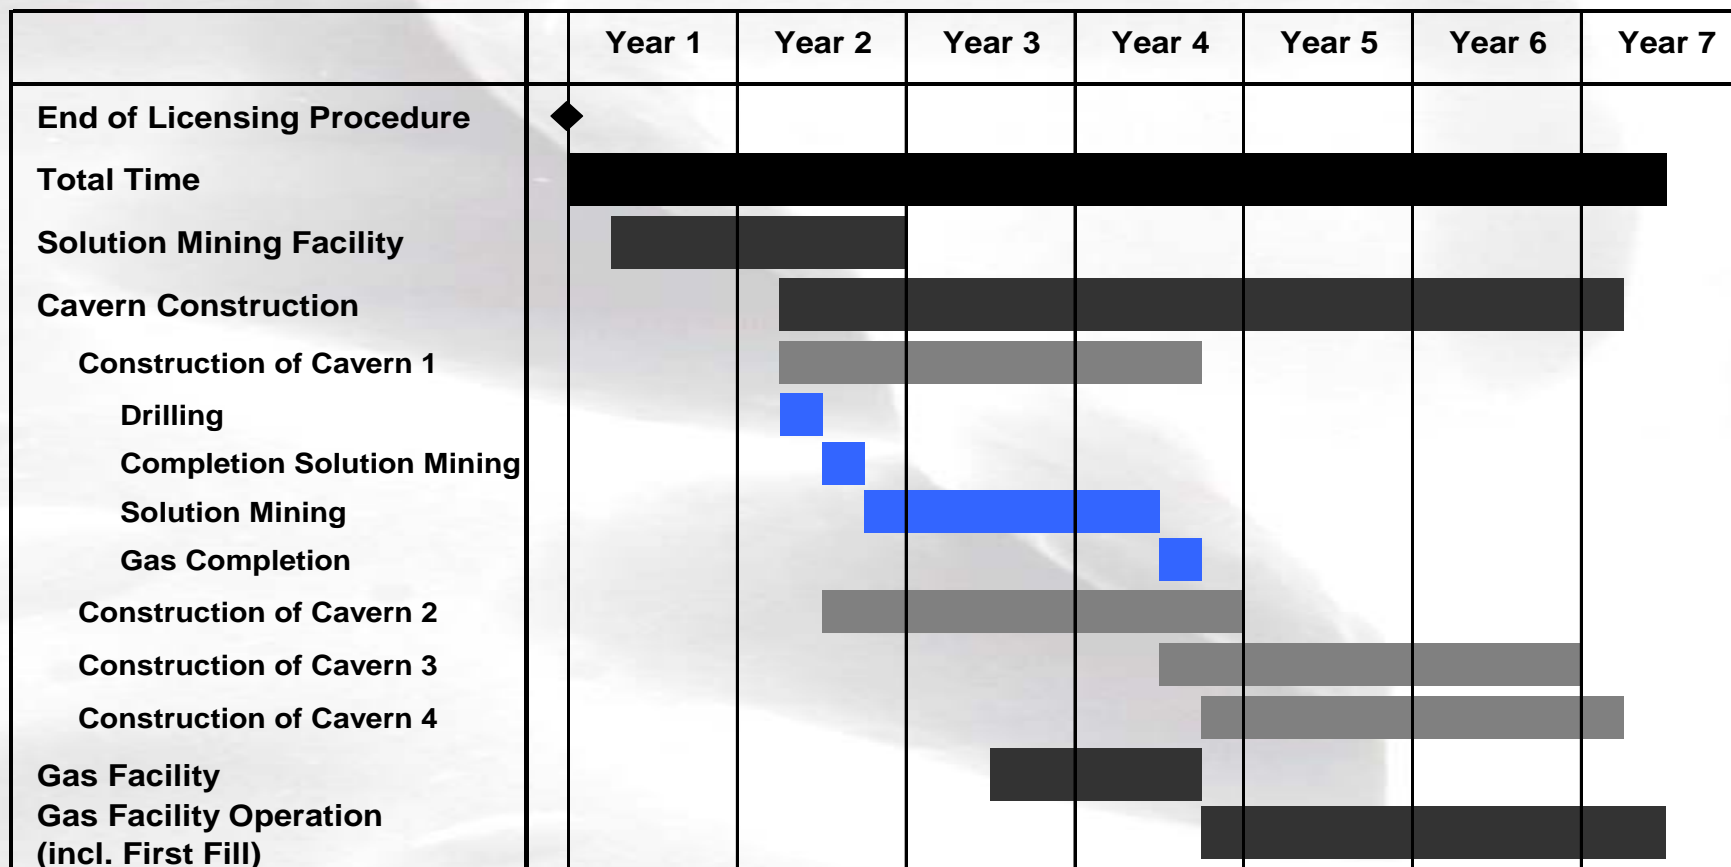 Year 1 Year 2 Year 3 Year 4 Year 5 Year 6 Year 7
End of Licensing Procedure
Total Time
Solution Mining Facility
Cavern Construction
Construction of Cavern 1
Drilling
Completion Solution Mining
Solution Mining
Gas Completion
Construction of Cavern 2
Construction of Cavern 3
Construction of Cavern 4
Gas Facility
Gas Facility Operation
(incl. First Fill)